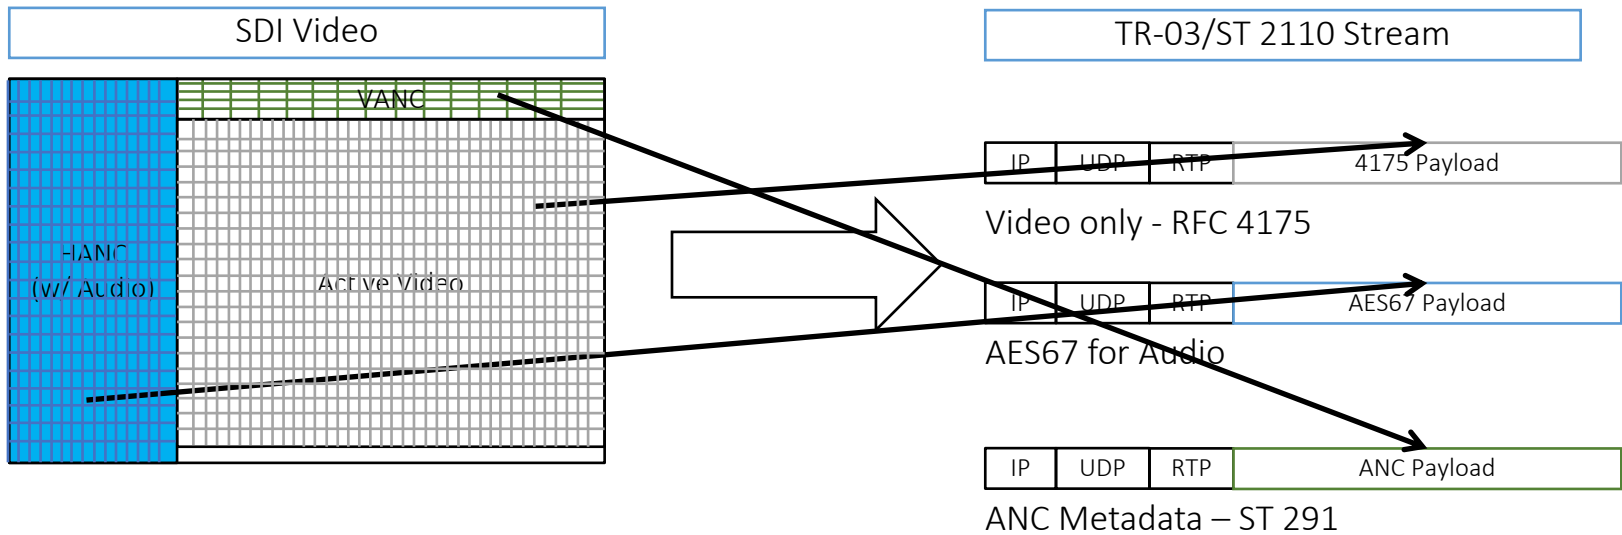 SDI Video
TR-03/ST 2110 Stream
VANC
HANC
(w/ Audio)
Active Video
IP UDP RTP 4175 Payload
Video only - RFC 4175
IP UDP RTP AES67 Payload
AES67 for Audio
IP UDP RTP ANC Payload
ANC Metadata – ST 291